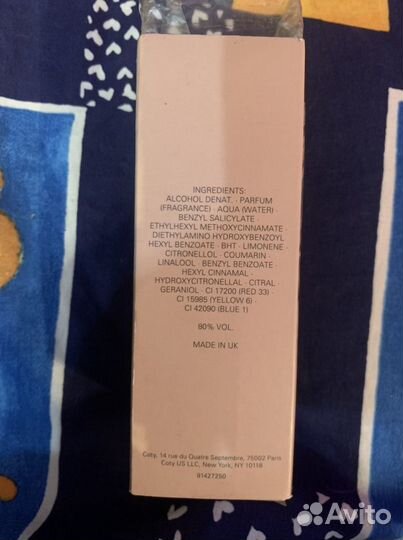 INGREDIENTS:
ALCOHOL DENAT. · PARFUM
(FRAGRANCE) · AQUA (WATER) ·
BENZYL SALICYLATE ·
ETHYLHEXYL METHOXYCINNAMATE
DIETHYLAMINO HYDROXYBENZOYL
HEXYL BENZOATE · BHT · LIMONENE
CITRONELLOL · COUMARIN ·
LINALOOL · BENZYL BENZOATE ·
HEXYL CINNAMAL ·
HYDROXYCITRONELLAL · CITRAL
GERANIOL · CI 17200 (RED 33) ·
CI 15985 (YELLOW 6)
CI 42090 (BLUE 1)
80% VOL.
MADE IN UK
Coty, 14 rue du Quatre Septembre, 75002 Paris
Coty US LLC, New York, NY 10118
91427250
Avito